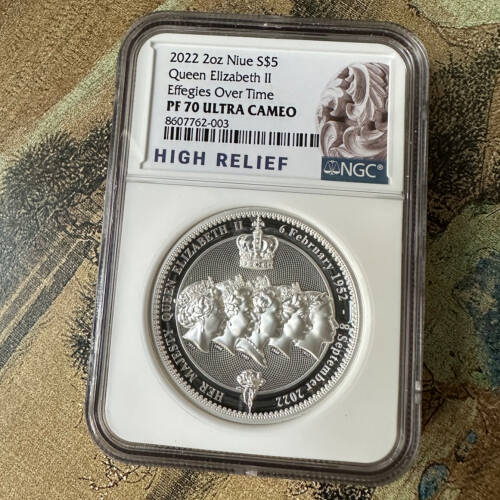 2022 2oz Niue S$5
Queen Elizabeth II
Effegies Over Time
PF 70 ULTRA CAMEO
8607762-003
HIGH RELIEF
NGC®
HER MAJESTY QUEEN ELIZABETH II
6 February 1952 - 8 September 2022